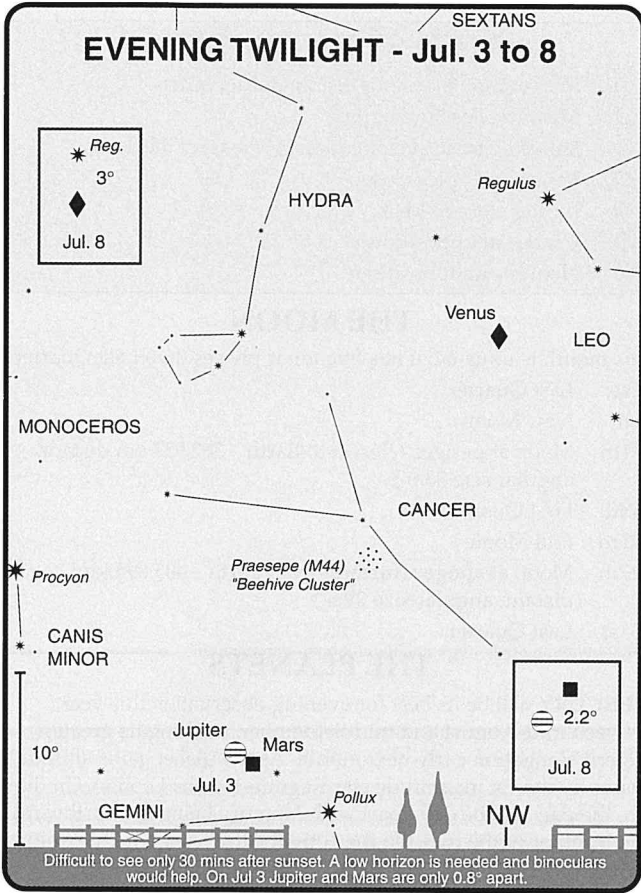 SEXTANS
EVENING TWILIGHT - Jul. 3 to 8
Reg.
3°
Jul. 8
HYDRA
Regulus
Venus
LEO
MONOCEROS
CANCER
Praesepe (M44)
"Beehive Cluster"
Procyon
CANIS
MINOR
10°
Jupiter
Mars
Jul. 3
2.2°
Jul. 8
GEMINI
Pollux
NW
Difficult to see only 30 mins after sunset. A low horizon is needed and binoculars
would help. On Jul 3 Jupiter and Mars are only 0.8° apart.